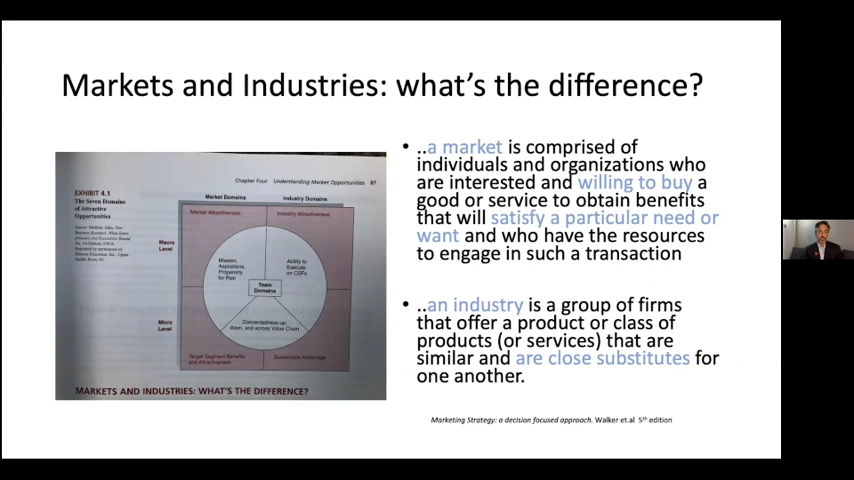 Markets and Industries: what's the difference?
Chapter Four Understanding Market Opportunities 87
EXHIBIT 4.1
The Seven Domains
of Attractive
Opportunities
Market Domains
Industry Domains
Market Attractiveness
Industry Attractiveness
Macro
Level
Mission,
Aspirations,
Propensity
for Risk
Ability to
Execute
on CSFs
Team
Domains
Connectedness up,
down, and across Value Chain
Micro
Level
Target Segment Benefits
and Attractiveness
Sustainable Advantage
MARKETS AND INDUSTRIES: WHAT'S THE DIFFERENCE?
• ..a market is comprised of
individuals and organizations who
are interested and willing to buy a
good or service to obtain benefits
that will satisfy a particular need or
want and who have the resources
to engage in such a transaction
• ..an industry is a group of firms
that offer a product or class of
products (or services) that are
similar and are close substitutes for
one another.
Marketing Strategy: a decision focused approach. Walker et.al 5th edition